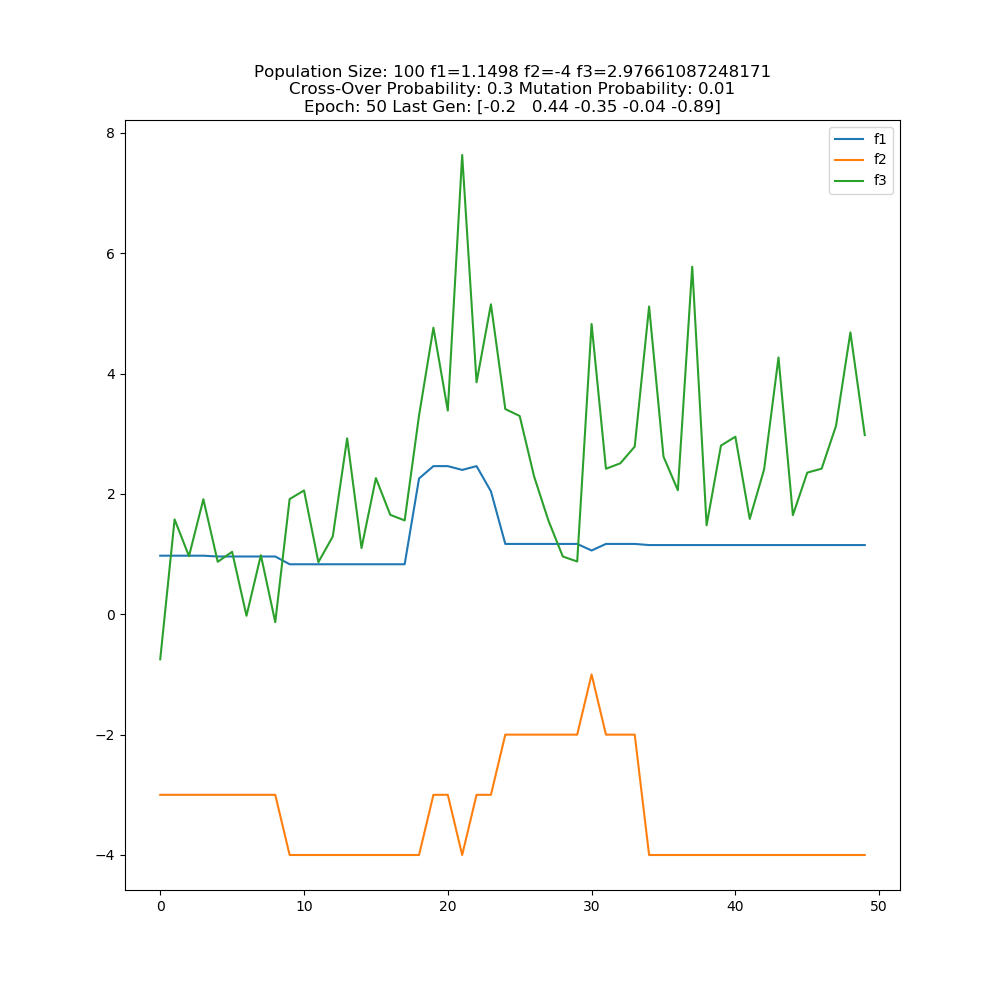 Population Size: 100 f1=1.1498 f2=-4 f3=2.97661087248171
Cross-Over Probability: 0.3 Mutation Probability: 0.01
Epoch: 50 Last Gen: [-0.2   0.44 -0.35 -0.04 -0.89]
f1
f2
f3
8
6
4
2
0
−2
−4
0
10
20
30
40
50